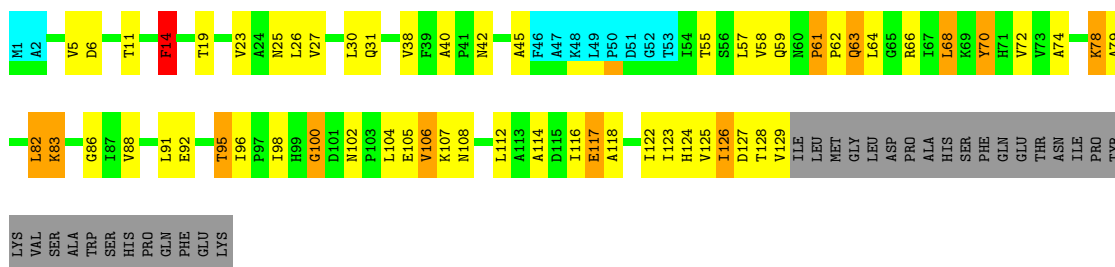 M1 A2 V5 D6 T11 F14 T19 V23 A24 N25 L26 V27 L30 Q31 V38 F39 A40 P41 N42 A45 F46 A47 K48 L49 P50 D51 G52 T53 I54 T55 S56 L57 V58 Q59 N60 P61 P62 Q63 L64 G65 R66 I67 L68 K69 Y70 H71 V72 V73 A74 K78 A79
L82 K83 G86 I87 V88 L91 E92 T95 I96 P97 I98 H99 G100 D101 N102 P103 L104 E105 V106 K107 N108 L112 A113 A114 D115 I116 E117 A118 I122 I123 H124 V125 I126 D127 T128 V129 ILE LEU MET GLY LEU ASP PRO ALA HIS SER PHE GLN GLU THR ASN ILE PRO TYR
LYS VAL SER ALA TRP SER HIS PRO GLN PHE GLU LYS